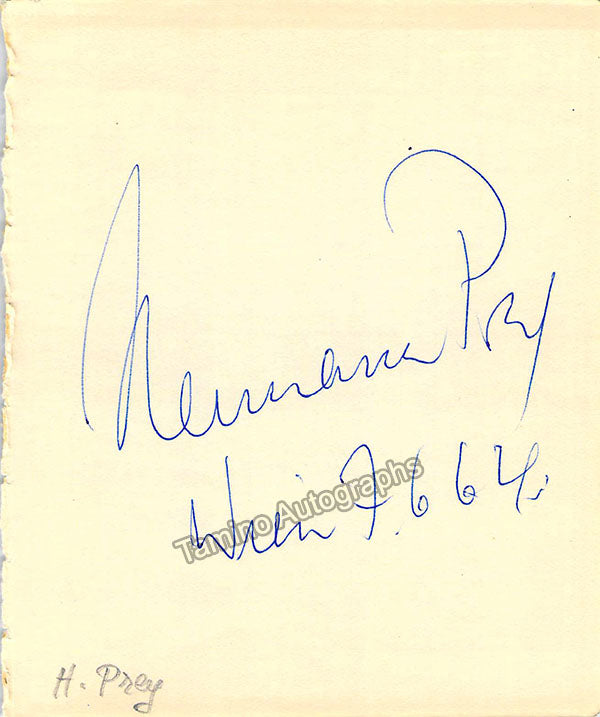 Hermann Prey
Wien 7. 6 64.
Tamino Autographs
H. Prey